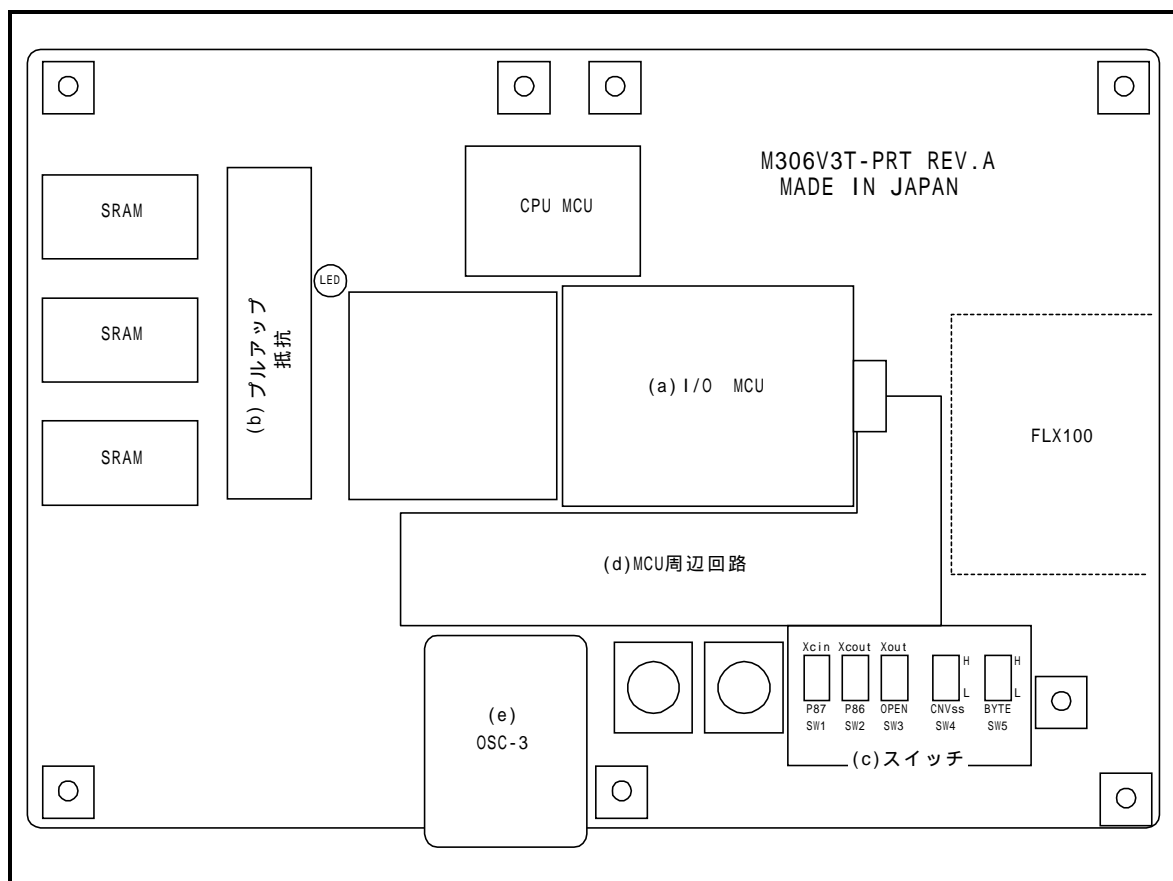 M306V3T-PRT REV.A
MADE IN JAPAN
CPU MCU
SRAM
SRAM
SRAM
LED
(b)プルアップ
抵抗
(a)I/O MCU
FLX100
(d)MCU周辺回路
(e)
OSC-3
Xcin Xcout Xout
H H
L L
P87 P86 OPEN CNVss BYTE
SW1 SW2 SW3 SW4 SW5
(c)スイッチ